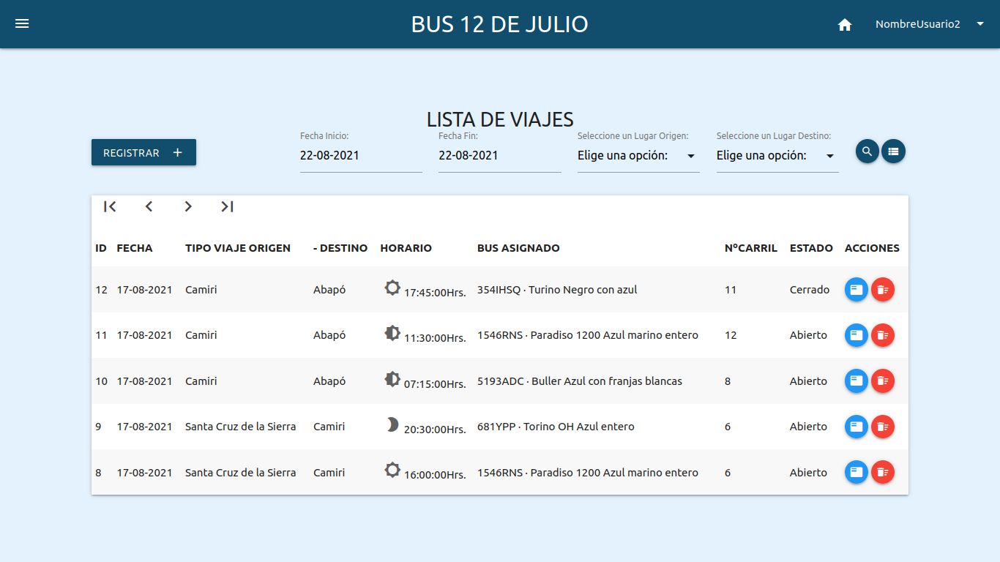 BUS 12 DE JULIO NombreUsuario2
LISTA DE VIAJES
REGISTRAR
Fecha Inicio: Fecha Fin: Seleccione un Lugar Origen: Seleccione un Lugar Destino:
22-08-2021 22-08-2021 Elige una opción: Elige una opción:
ID FECHA TIPO VIAJE ORIGEN - DESTINO HORARIO BUS ASIGNADO NºCARRIL ESTADO ACCIONES
12 17-08-2021 Camiri Abapó 17:45:00Hrs. 354IHSQ · Turino Negro con azul 11 Cerrado
11 17-08-2021 Camiri Abapó 11:30:00Hrs. 1546RNS · Paradiso 1200 Azul marino entero 12 Abierto
10 17-08-2021 Camiri Abapó 07:15:00Hrs. 5193ADC · Buller Azul con franjas blancas 8 Abierto
9 17-08-2021 Santa Cruz de la Sierra Camiri 20:30:00Hrs. 681YPP · Torino OH Azul entero 6 Abierto
8 17-08-2021 Santa Cruz de la Sierra Camiri 16:00:00Hrs. 1546RNS · Paradiso 1200 Azul marino entero 6 Abierto